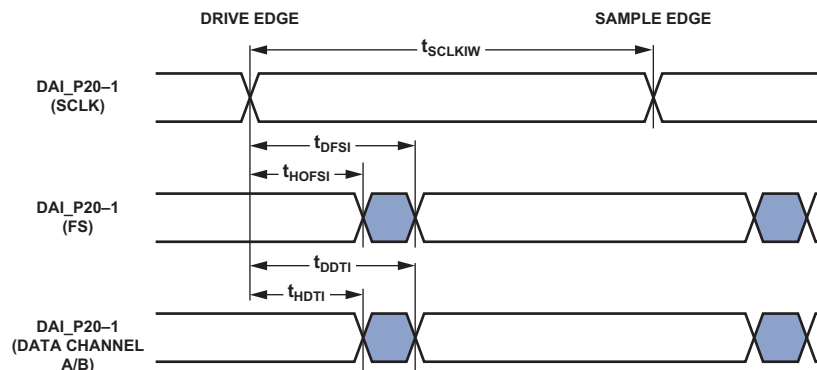 DRIVE EDGE
SAMPLE EDGE
tSCLKIW
DAI_P20–1
(SCLK)
tDFSI
tHOFSI
DAI_P20–1
(FS)
tDDTI
tHDTI
DAI_P20–1
(DATA CHANNEL
A/B)